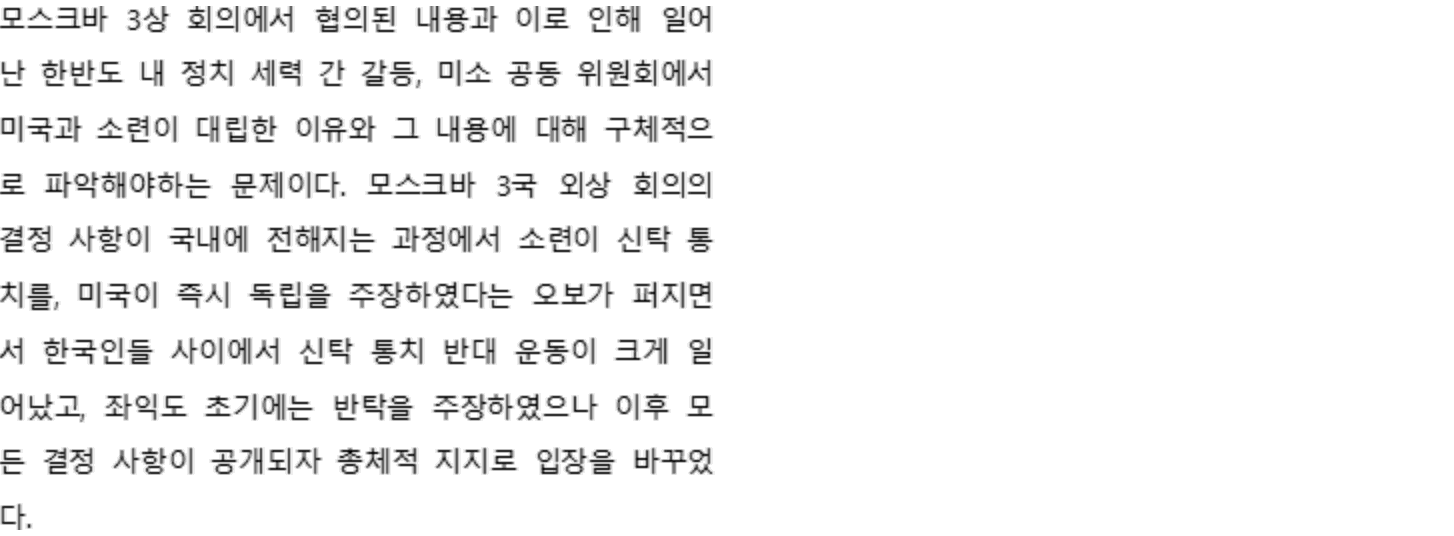 모스크바 3상 회의에서 협의된 내용과 이로 인해 일어
난 한반도 내 정치 세력 간 갈등, 미소 공동 위원회에서
미국과 소련이 대립한 이유와 그 내용에 대해 구체적으
로 파악해야하는 문제이다. 모스크바 3국 외상 회의의
결정 사항이 국내에 전해지는 과정에서 소련이 신탁 통
치를, 미국이 즉시 독립을 주장하였다는 오보가 퍼지면
서 한국인들 사이에서 신탁 통치 반대 운동이 크게 일
어났고, 좌익도 초기에는 반탁을 주장하였으나 이후 모
든 결정 사항이 공개되자 총체적 지지로 입장을 바꾸었
다.